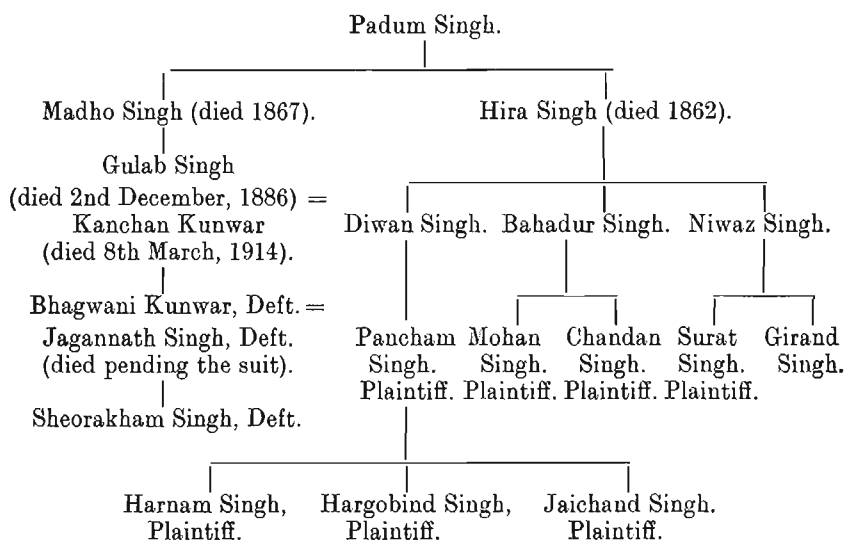 Padum Singh.
Madho Singh (died 1867). Hira Singh (died 1862).
Gulab Singh
(died 2nd December, 1886) =
Kanchan Kunwar
(died 8th March, 1914).
Diwan Singh. Bahadur Singh. Niwaz Singh.
Bhagwani Kunwar, Deft. =
Jagannath Singh, Deft.
(died pending the suit).
Pancham Mohan Chandan Surat Girand
Singh. Singh. Singh. Singh. Singh.
Plaintiff. Plaintiff. Plaintiff. Plaintiff.
Sheorakham Singh, Deft.
Harnam Singh, Hargobind Singh, Jaichand Singh.
Plaintiff. Plaintiff. Plaintiff.